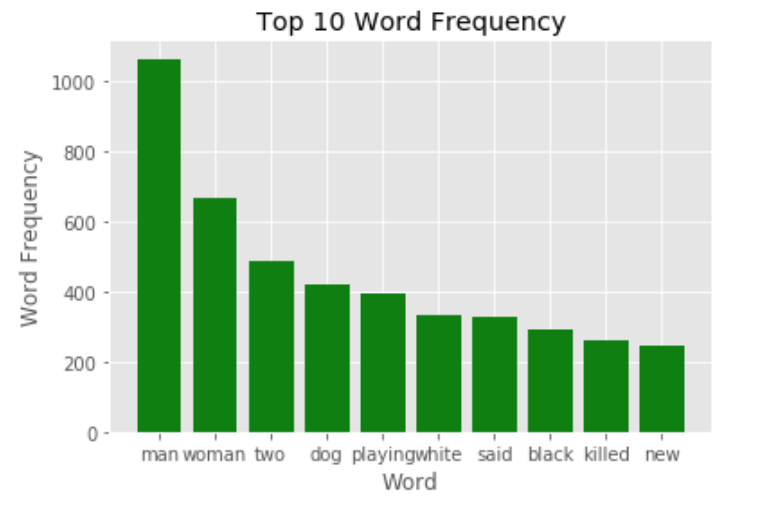 Top 10 Word Frequency
Word Frequency
1000
800
600
400
200
0
man woman two dog playing white said black killed new
Word